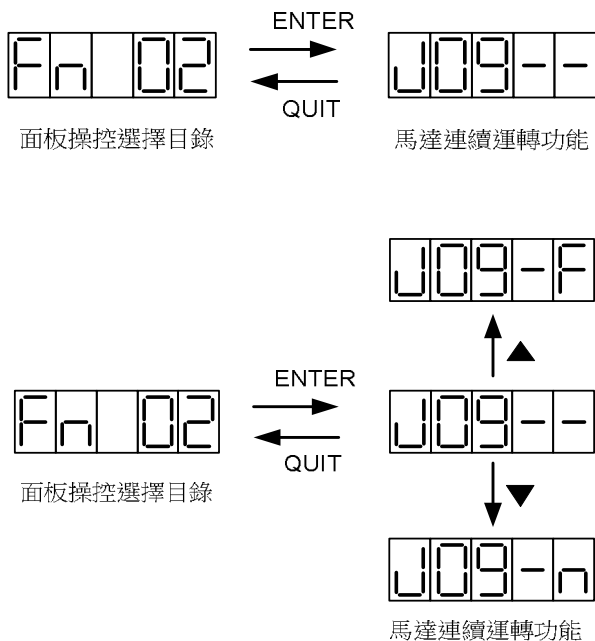 ENTER
Fn 02
J09--
QUIT
面板操控選擇目錄
馬達連續運轉功能
J09-F
▲
ENTER
Fn 02
J09--
QUIT
面板操控選擇目錄
▼
J09-n
馬達連續運轉功能